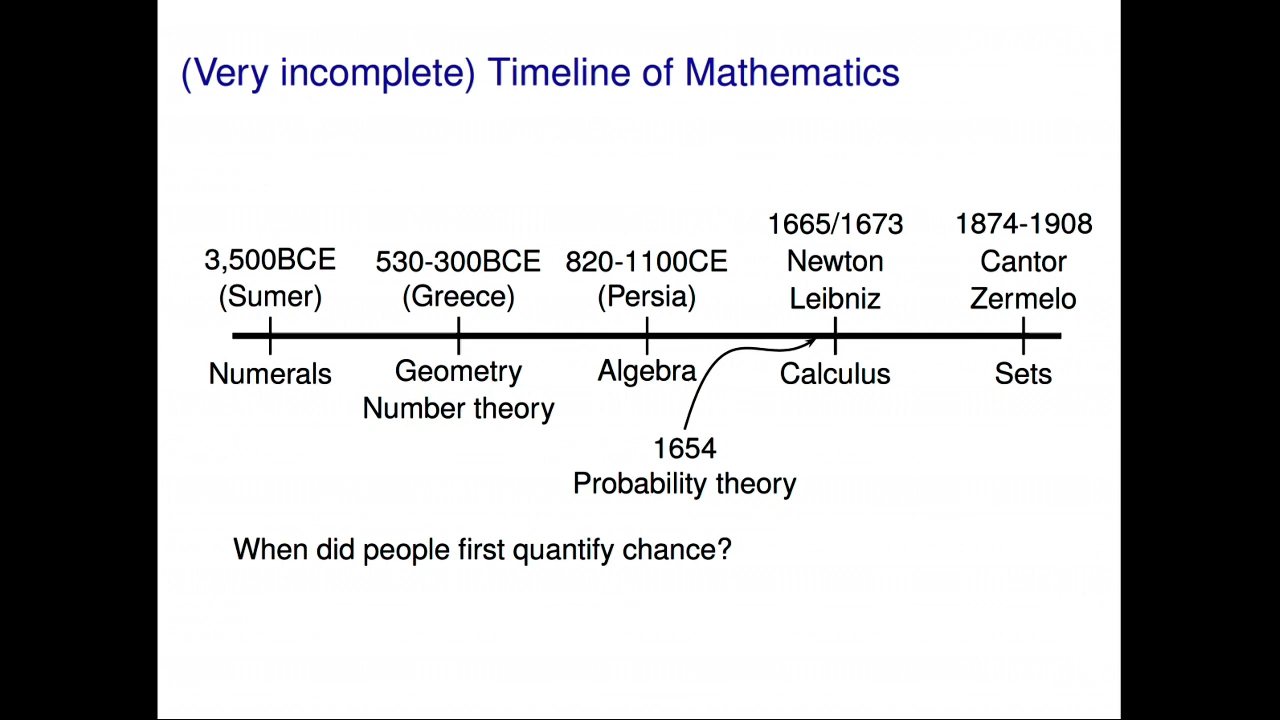 (Very incomplete) Timeline of Mathematics
3,500BCE
(Sumer)
530-300BCE
(Greece)
820-1100CE
(Persia)
1665/1673
Newton
Leibniz
1874-1908
Cantor
Zermelo
Numerals
Geometry
Number theory
Algebra
Calculus
Sets
1654
Probability theory
When did people first quantify chance?